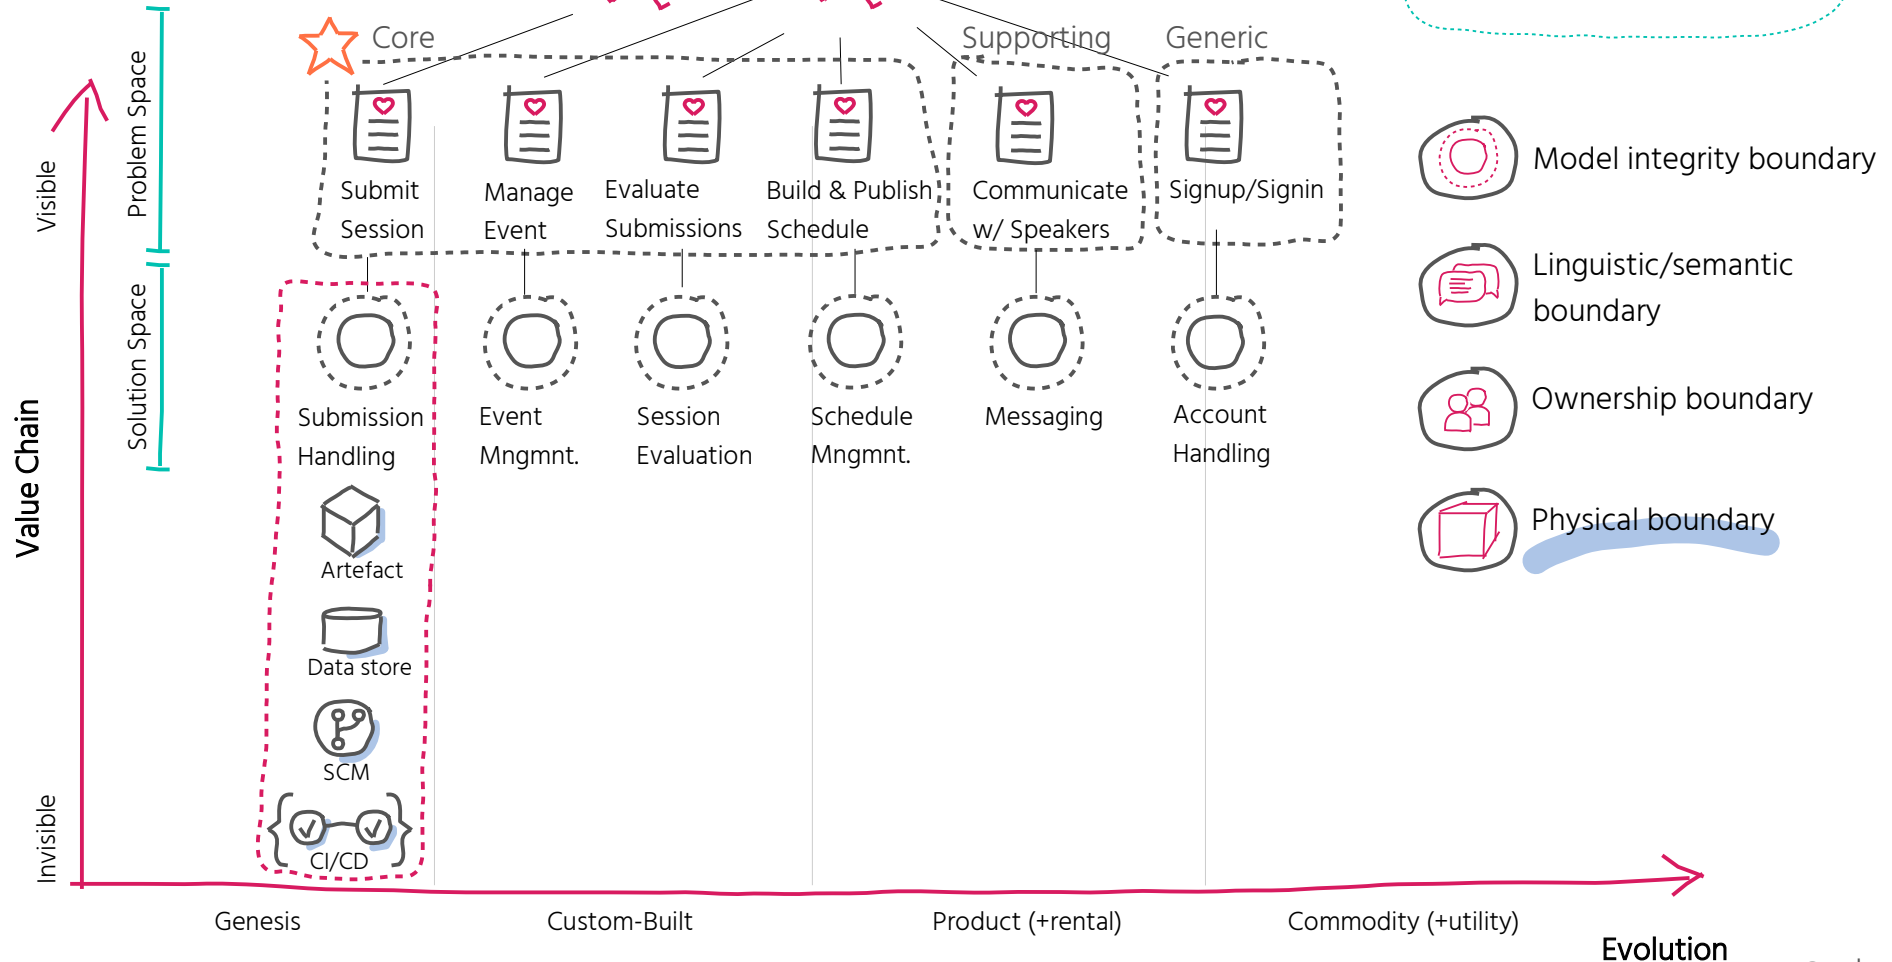 Core
Supporting
Generic
Problem Space
Visible
Submit
Session
Manage
Event
Evaluate
Submissions
Build & Publish
Schedule
Communicate
w/ Speakers
Signup/Signin
Model integrity boundary
Linguistic/semantic
boundary
Ownership boundary
Physical boundary
Solution Space
Submission
Handling
Event
Mngmnt.
Session
Evaluation
Schedule
Mngmnt.
Messaging
Account
Handling
Value Chain
Artefact
Data store
SCM
CI/CD
Invisible
Genesis
Custom-Built
Product (+rental)
Commodity (+utility)
Evolution